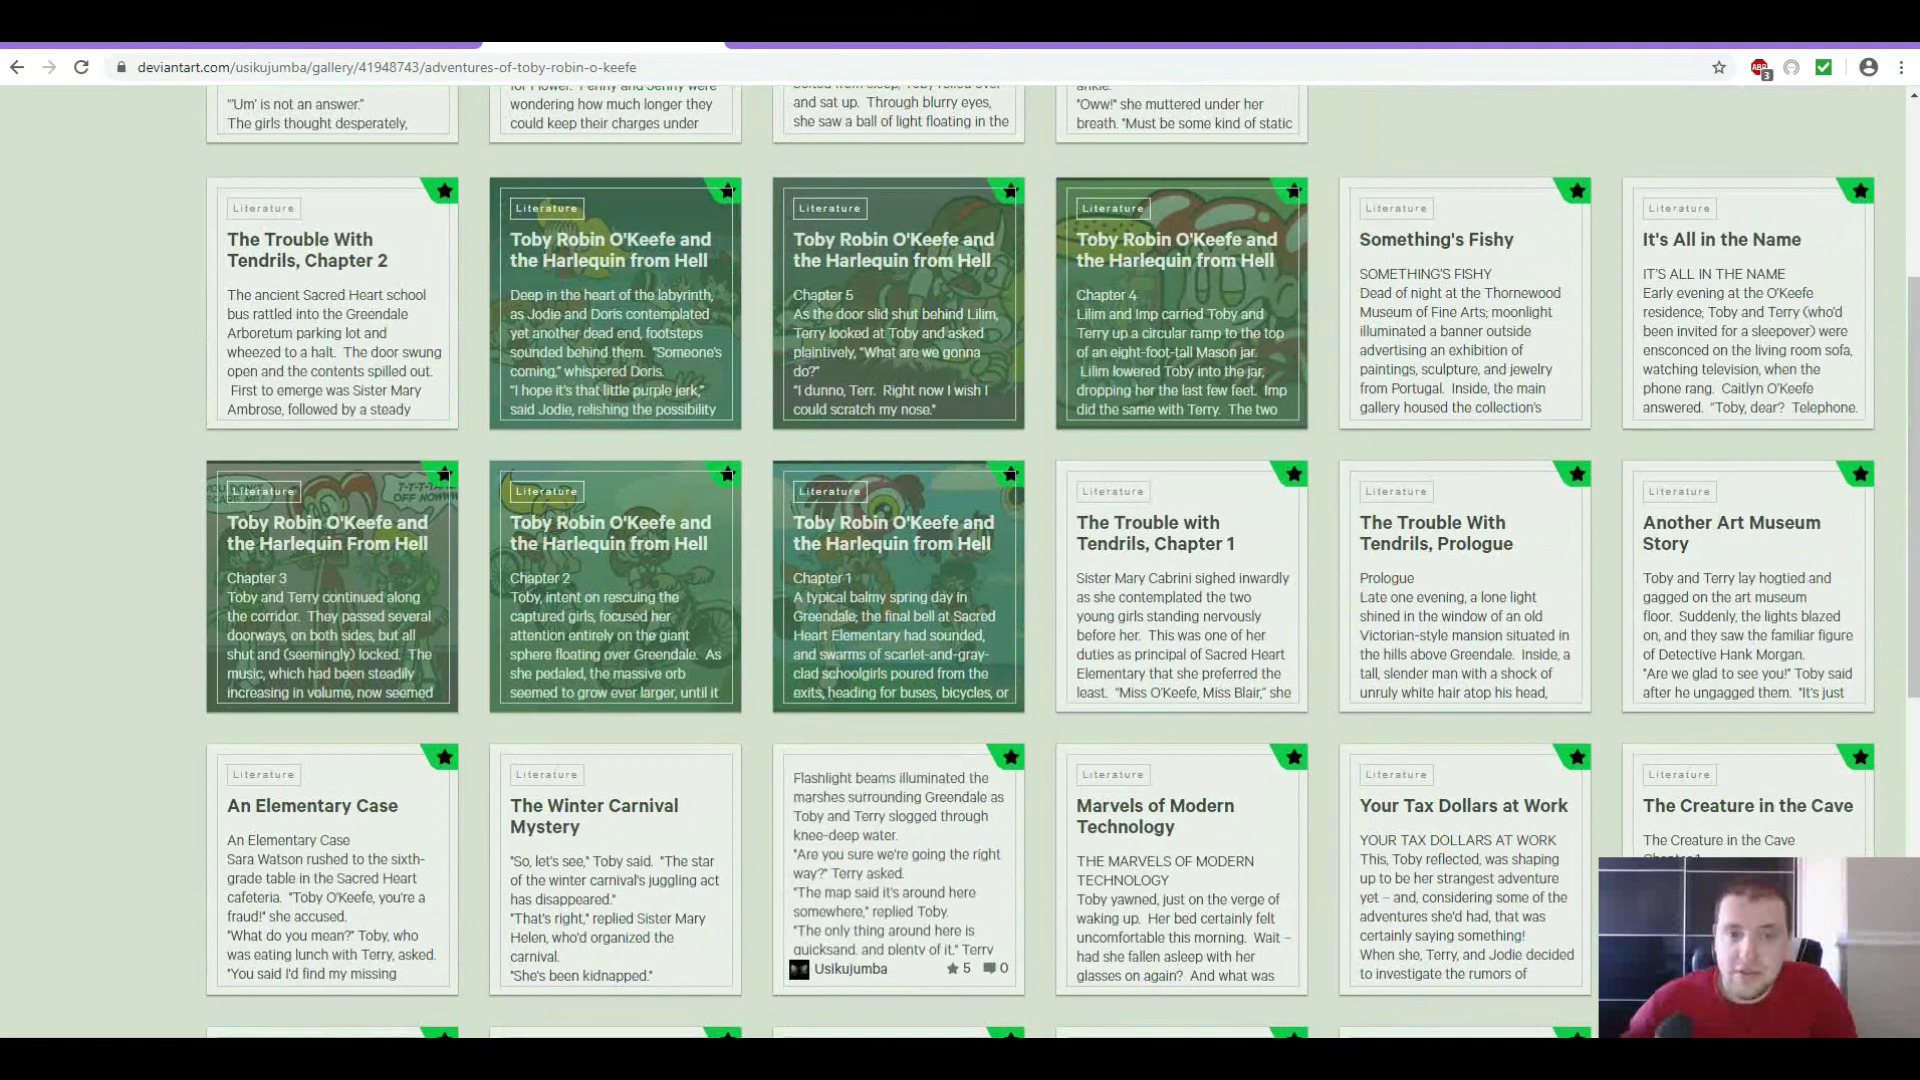 deviantart.com/usikujumba/gallery/41948743/adventures-of-toby-robin-o-keefe
3
"'Um' is not an answer."
The girls thought desperately,
wondering how much longer they
could keep their charges under
and sat up. Through blurry eyes,
she saw a ball of light floating in the
ankle.
"Oww!" she muttered under her
breath. "Must be some kind of static
Literature
The Trouble With
Tendrils, Chapter 2
The ancient Sacred Heart school
bus rattled into the Greendale
Arboretum parking lot and
wheezed to a halt. The door swung
open and the contents spilled out.
First to emerge was Sister Mary
Ambrose, followed by a steady
Literature
Toby Robin O'Keefe and
the Harlequin from Hell
Deep in the heart of the labyrinth,
as Jodie and Doris contemplated
yet another dead end, footsteps
sounded behind them. "Someone's
coming," whispered Doris.
"I hope it's that little purple jerk,"
said Jodie, relishing the possibility
Literature
Toby Robin O'Keefe and
the Harlequin from Hell
Chapter 5
As the door slid shut behind Lilim,
Terry looked at Toby and asked
plaintively, "What are we gonna
do?"
"I dunno, Terr. Right now I wish I
could scratch my nose."
Literature
Toby Robin O'Keefe and
the Harlequin from Hell
Chapter 4
Lilim and Imp carried Toby and
Terry up a circular ramp to the top
of an eight-foot-tall Mason jar.
Lilim lowered Toby into the jar,
dropping her the last few feet. Imp
did the same with Terry. The two
Literature
Something's Fishy
SOMETHING'S FISHY
Dead of night at the Thornewood
Museum of Fine Arts; moonlight
illuminated a banner outside
advertising an exhibition of
paintings, sculpture, and jewelry
from Portugal. Inside, the main
gallery housed the collection's
Literature
It's All in the Name
IT'S ALL IN THE NAME
Early evening at the O'Keefe
residence; Toby and Terry (who'd
been invited for a sleepover) were
ensconced on the living room sofa,
watching television, when the
phone rang. Caitlyn O'Keefe
answered. "Toby, dear? Telephone.
Literature
Toby Robin O'Keefe and
the Harlequin From Hell
Chapter 3
Toby and Terry continued along
the corridor. They passed several
doorways, on both sides, but all
shut and (seemingly) locked. The
music, which had been steadily
increasing in volume, now seemed
Literature
Toby Robin O'Keefe and
the Harlequin from Hell
Chapter 2
Toby, intent on rescuing the
captured girls, focused her
attention entirely on the giant
sphere floating over Greendale. As
she pedaled, the massive orb
seemed to grow ever larger, until it
Literature
Toby Robin O'Keefe and
the Harlequin from Hell
Chapter 1
A typical balmy spring day in
Greendale; the final bell at Sacred
Heart Elementary had sounded,
and swarms of scarlet-and-gray-
clad schoolgirls poured from the
exits, heading for buses, bicycles, or
Literature
The Trouble with
Tendrils, Chapter 1
Sister Mary Cabrini sighed inwardly
as she contemplated the two
young girls standing nervously
before her. This was one of her
duties as principal of Sacred Heart
Elementary that she preferred the
least. "Miss O'Keefe, Miss Blair," she
Literature
The Trouble With
Tendrils, Prologue
Prologue
Late one evening, a lone light
shined in the window of an old
Victorian-style mansion situated in
the hills above Greendale. Inside, a
tall, slender man with a shock of
unruly white hair atop his head,
Literature
Another Art Museum
Story
Toby and Terry lay hogtied and
gagged on the art museum
floor. Suddenly, the lights blazed
on, and they saw the familiar figure
of Detective Hank Morgan.
"Are we glad to see you!" Toby said
after he ungagged them. "It's just
Literature
An Elementary Case
An Elementary Case
Sara Watson rushed to the sixth-
grade table in the Sacred Heart
cafeteria. "Toby O'Keefe, you're a
fraud!" she accused.
"What do you mean?" Toby, who
was eating lunch with Terry, asked.
"You said I'd find my missing
Literature
The Winter Carnival
Mystery
"So, let's see," Toby said. "The star
of the winter carnival's juggling act
has disappeared."
"That's right," replied Sister Mary
Helen, who'd organized the
carnival.
"She's been kidnapped."
Flashlight beams illuminated the
marshes surrounding Greendale as
Toby and Terry slogged through
knee-deep water.
"Are you sure we're going the right
way?" Terry asked.
"The map said it's around here
somewhere," replied Toby.
"The only thing around here is
quicksand, and plenty of it," Terry
Usikujumba 5 0
Literature
Marvels of Modern
Technology
THE MARVELS OF MODERN
TECHNOLOGY
Toby yawned, just on the verge of
waking up. Her bed certainly felt
uncomfortable this morning. Wait –
had she fallen asleep with her
glasses on again? And what was
Literature
Your Tax Dollars at Work
YOUR TAX DOLLARS AT WORK
This, Toby reflected, was shaping
up to be her strangest adventure
yet – and, considering some of the
adventures she'd had, that was
certainly saying something!
When she, Terry, and Jodie decided
to investigate the rumors of
Literature
The Creature in the Cave
The Creature in the Cave